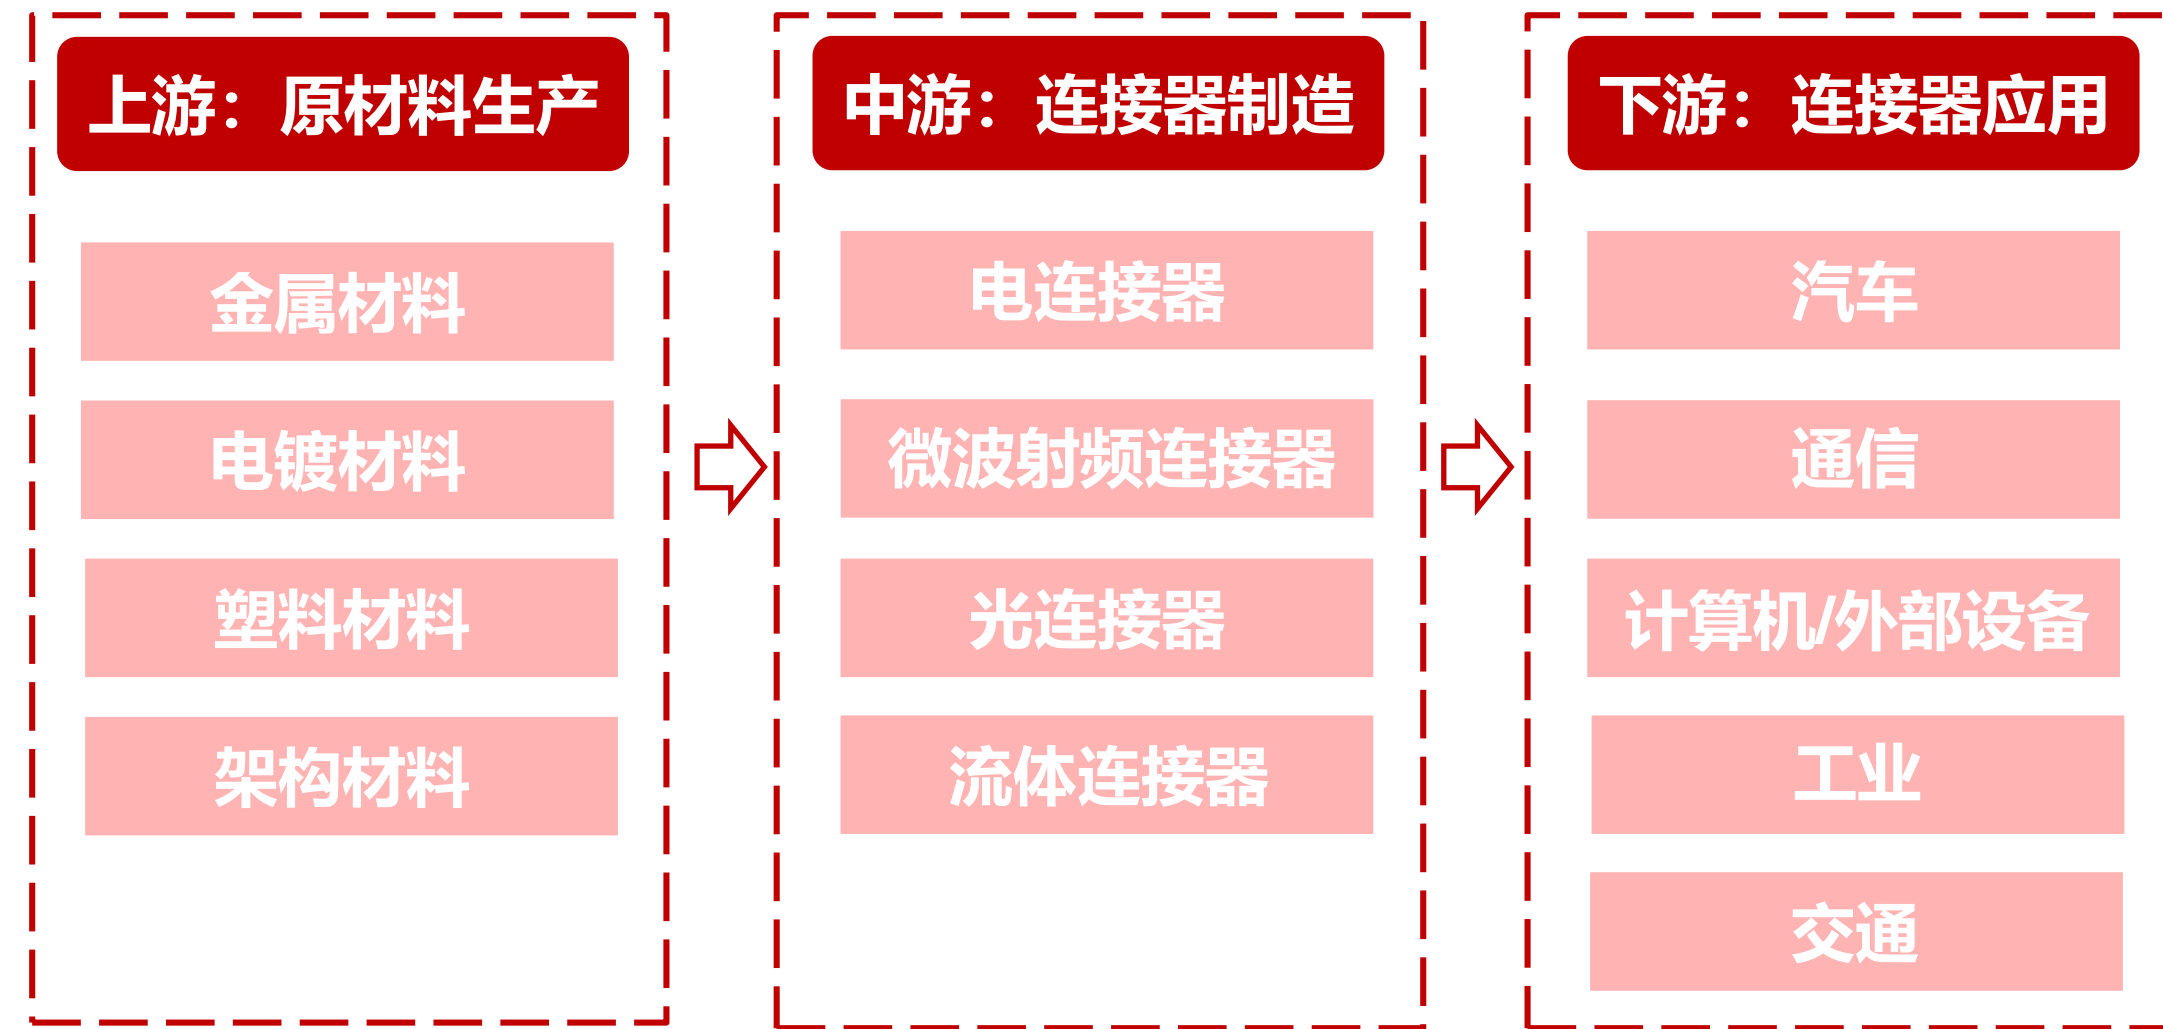 上游：原材料生产
金属材料
电镀材料
塑料材料
架构材料
中游：连接器制造
电连接器
微波射频连接器
光连接器
流体连接器
下游：连接器应用
汽车
通信
计算机/外部设备
工业
交通